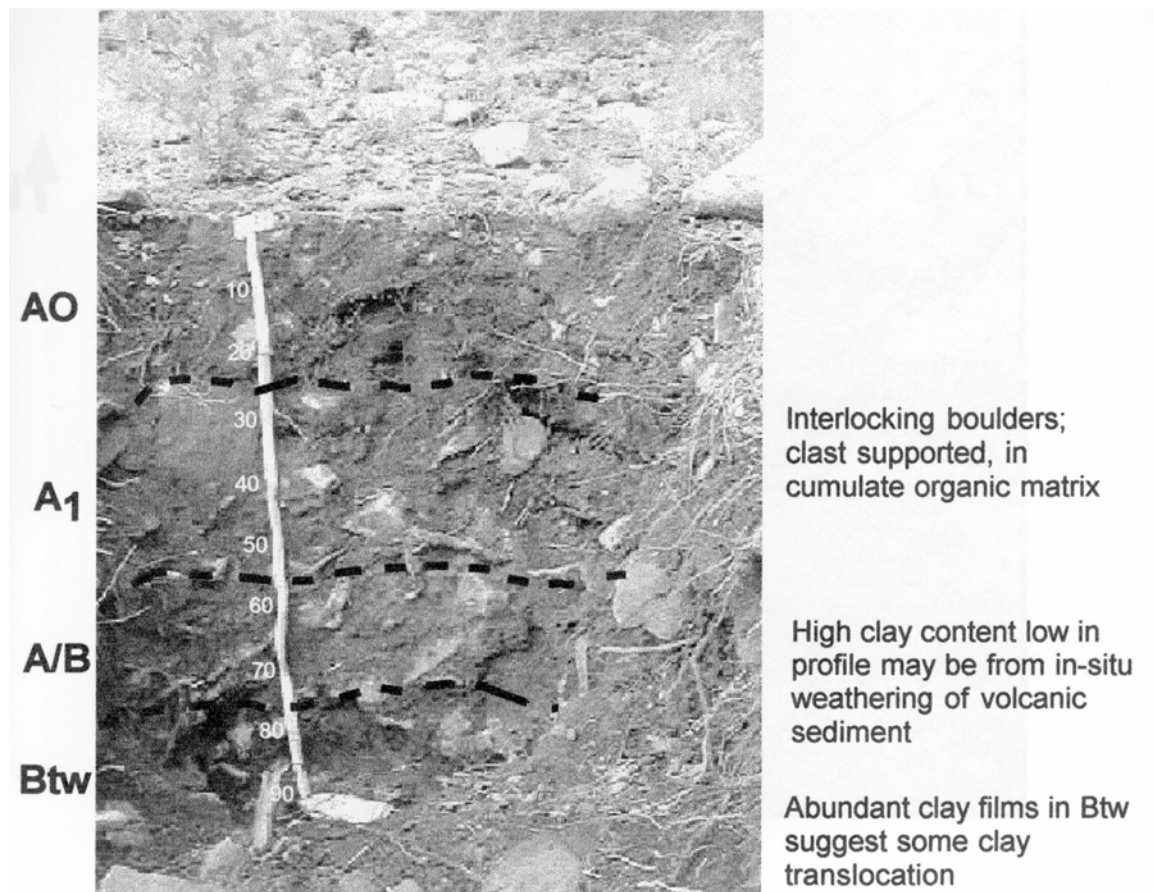 AO
A1
A/B
Btw
10
20
30
40
50
60
70
80
90
Interlocking boulders;
clast supported, in
cumulate organic matrix
High clay content low in
profile may be from in-situ
weathering of volcanic
sediment
Abundant clay films in Btw
suggest some clay
translocation